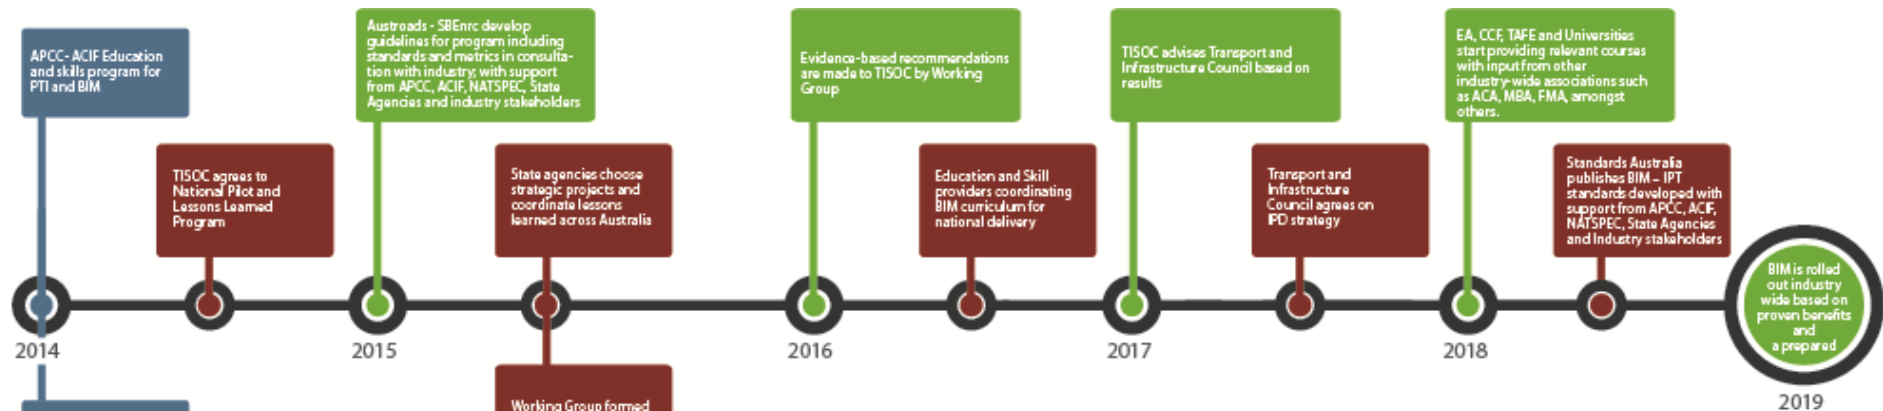 APCC- ACIF Education
and skills program for
PTI and BIM
TISOC agrees to
National Pilot and
Lessons Learned
Program
Austroads - SBEnrc develop
guidelines for program including
standards and metrics in consulta-
tion with industry; with support
from APCC, ACIF, NATSPEC, State
Agencies and industry stakeholders
State agencies choose
strategic projects and
coordinate lessons
learned across Australia
Working Group formed
Evidence-based recommendations
are made to TISOC by Working
Group
Education and Skill
providers coordinating
BIM curriculum for
national delivery
TISOC advises Transport and
Infrastructure Council based on
results
Transport and
Infrastructure
Council agrees on
IPD strategy
EA, CCF, TAFE and Universities
start providing relevant courses
with input from other
industry-wide associations such
as ACA, MBA, FMA, amongst
others.
Standards Australia
publishes BIM – IPT
standards developed with
support from APCC, ACIF,
NATSPEC, State Agencies
and Industry stakeholders
BIM is rolled
out industry
wide based on
proven benefits
and
a prepared
2014
2015
2016
2017
2018
2019